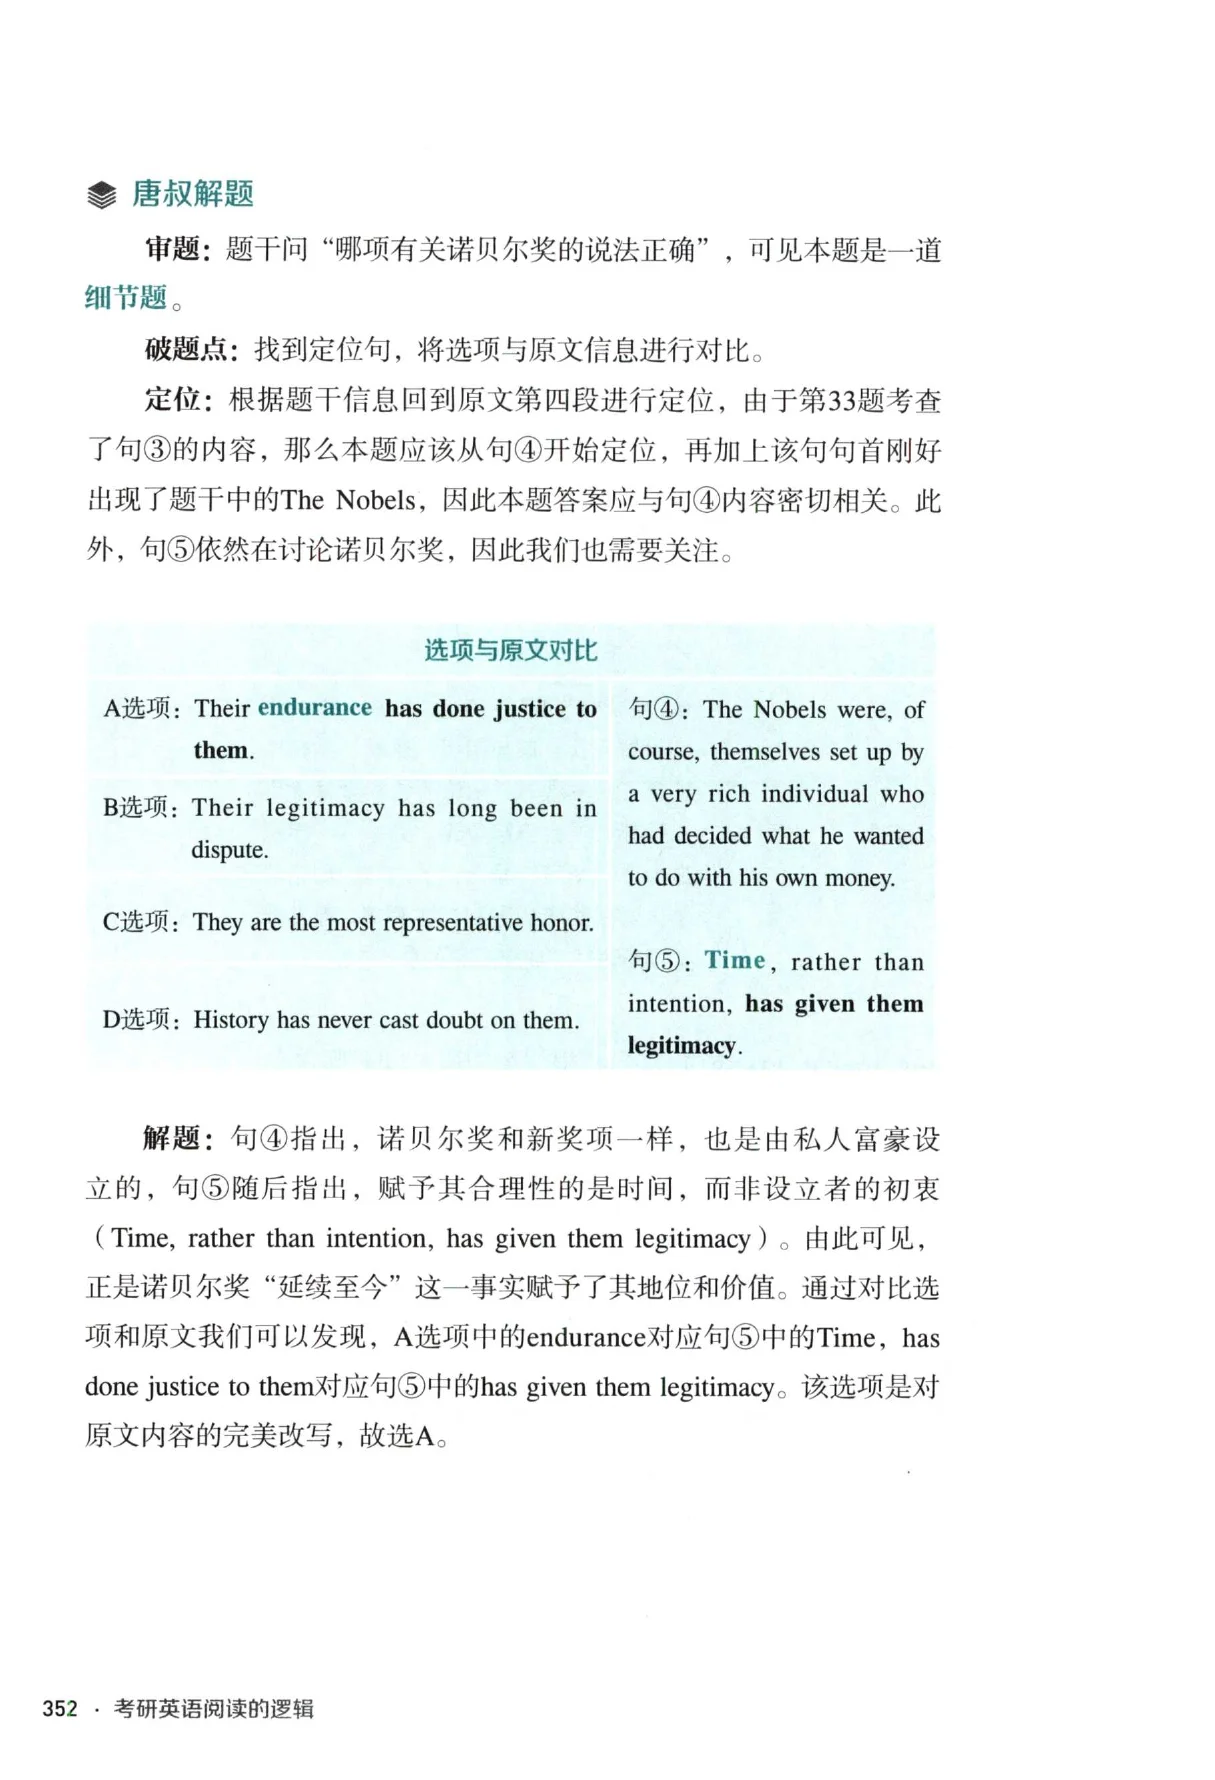 唐叔解题
审题：题干问“哪项有关诺贝尔奖的说法正确”，可见本题是一道
细节题。
破题点：找到定位句，将选项与原文信息进行对比。
定位：根据题干信息回到原文第四段进行定位，由于第33题考查
了句③的内容，那么本题应该从句④开始定位，再加上该句句首刚好
出现了题干中的The Nobels，因此本题答案应与句④内容密切相关。此
外，句⑤依然在讨论诺贝尔奖，因此我们也需要关注。
选项与原文对比
A选项：Their endurance has done justice to
them.
B选项：Their legitimacy has long been in
dispute.
C选项：They are the most representative honor.
D选项：History has never cast doubt on them.
句④：The Nobels were, of
course, themselves set up by
a very rich individual who
had decided what he wanted
to do with his own money.
句⑤：Time, rather than
intention, has given them
legitimacy.
解题：句④指出，诺贝尔奖和新奖项一样，也是由私人富豪设
立的，句⑤随后指出，赋予其合理性的是时间，而非设立者的初衷
（Time, rather than intention, has given them legitimacy）。由此可见，
正是诺贝尔奖“延续至今”这一事实赋予了其地位和价值。通过对比选
项和原文我们可以发现，A选项中的endurance对应句⑤中的Time，has
done justice to them对应句⑤中的has given them legitimacy。该选项是对
原文内容的完美改写，故选A。
352 · 考研英语阅读的逻辑